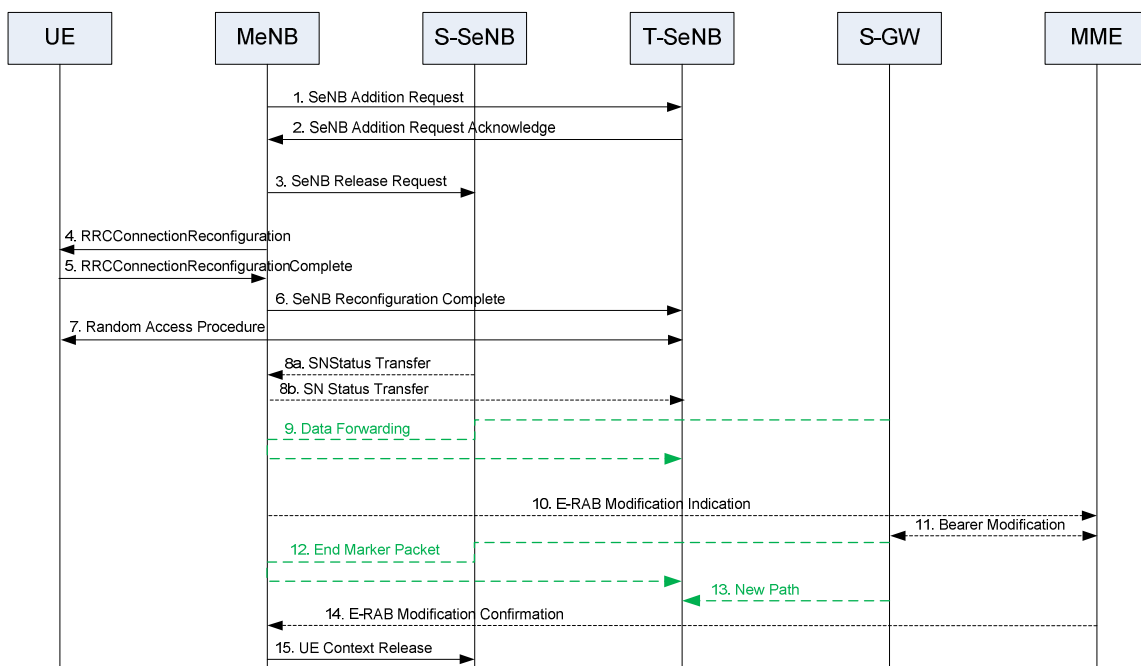 UE
MeNB
S-SeNB
T-SeNB
S-GW
MME
1. SeNB Addition Request
2. SeNB Addition Request Acknowledge
3. SeNB Release Request
4. RRCConnectionReconfiguration
5. RRCConnectionReconfigurationComplete
6. SeNB Reconfiguration Complete
7. Random Access Procedure
8a. SNStatus Transfer
8b. SN Status Transfer
9. Data Forwarding
10. E-RAB Modification Indication
11. Bearer Modification
12. End Marker Packet
13. New Path
14. E-RAB Modification Confirmation
15. UE Context Release